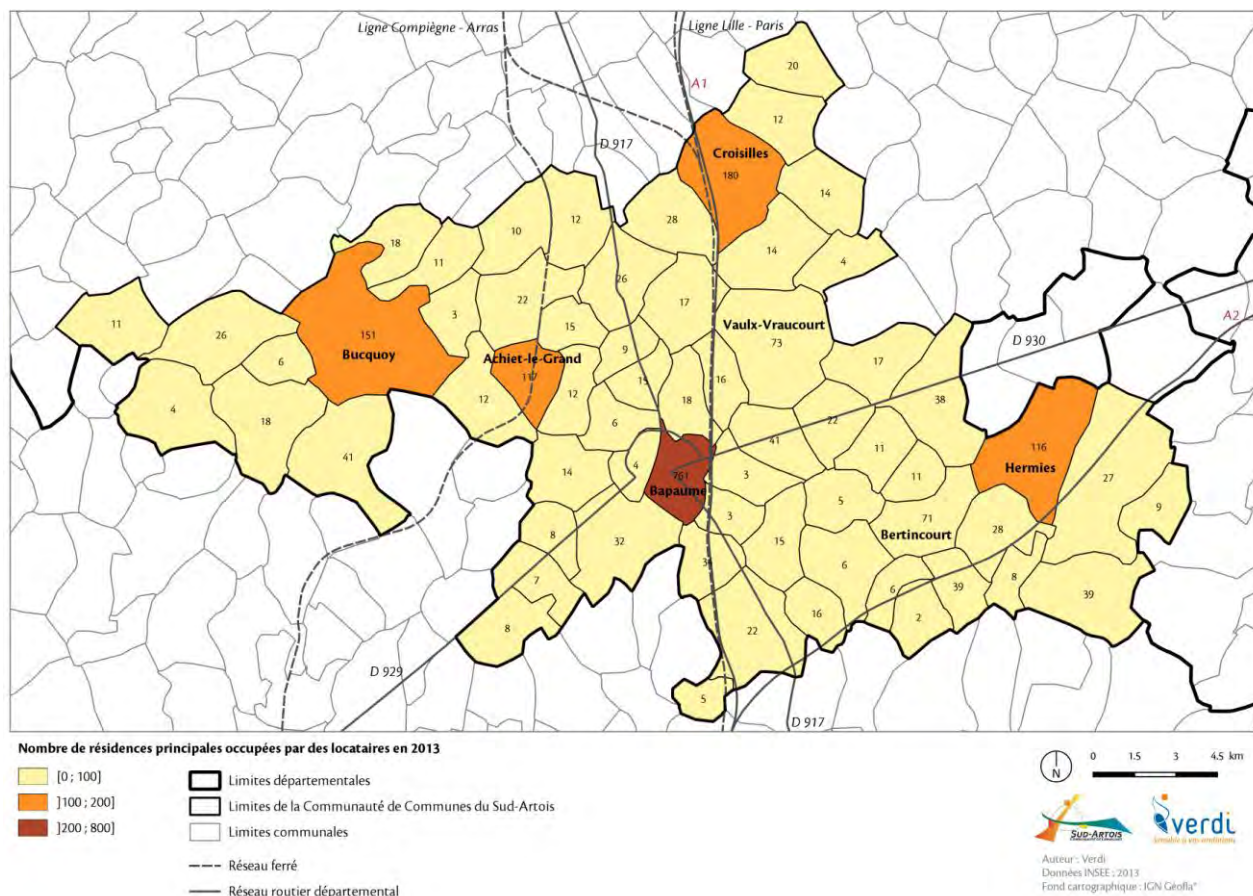 Ligne Compiègne - Arras
Ligne Lille - Paris
20
A1
12
D 917
Croisilles
180
14
28
12
18
10
11
14
4
26
22
17
3
11
15
Vaulx-Vraucourt
73
A2
26
151
6
Bucquoy
Achiet-le-Grand
117
9
D 930
17
16
15
12
12
18
38
4
18
6
22
41
11
116
41
Hermies
14
4
761
3
11
27
Bapaume
5
9
71
3
28
8
32
15
Bertincourt
7
6
6
39
8
39
8
22
16
2
D 929
5
D 917
Nombre de résidences principales occupées par des locataires en 2013
[0 ; 100]
]100 ; 200]
]200 ; 800]
Limites départementales
Limites de la Communauté de Communes du Sud-Artois
Limites communales
Réseau ferré
Réseau routier départemental
N
0 1.5 3 4.5 km
SUD-ARTOIS
verdi
Auteur : Verdi
Données INSEE ; 2013
Fond cartographique : IGN Géofla®